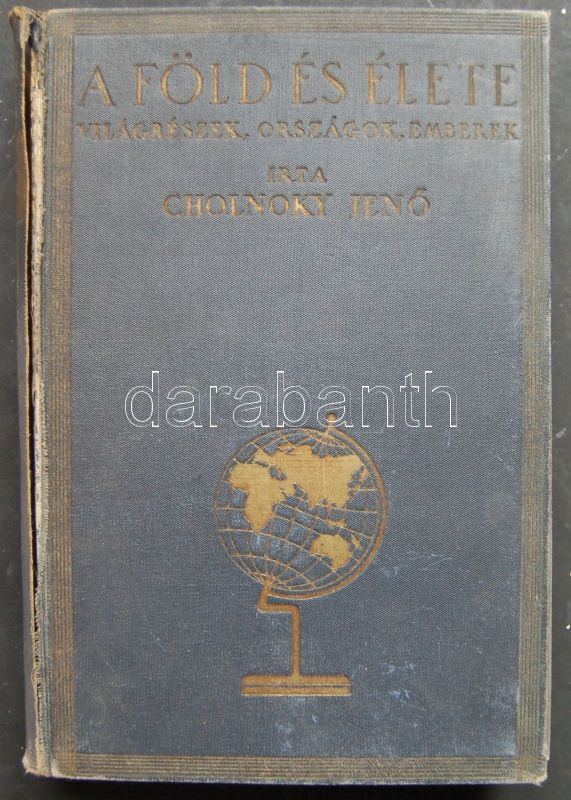 A FÖLD ÉS ÉLETE
VILÁGRÉSZEK, ORSZÁGOK, EMBEREK
IRTA
CHOLNOKY JENŐ
darabanth